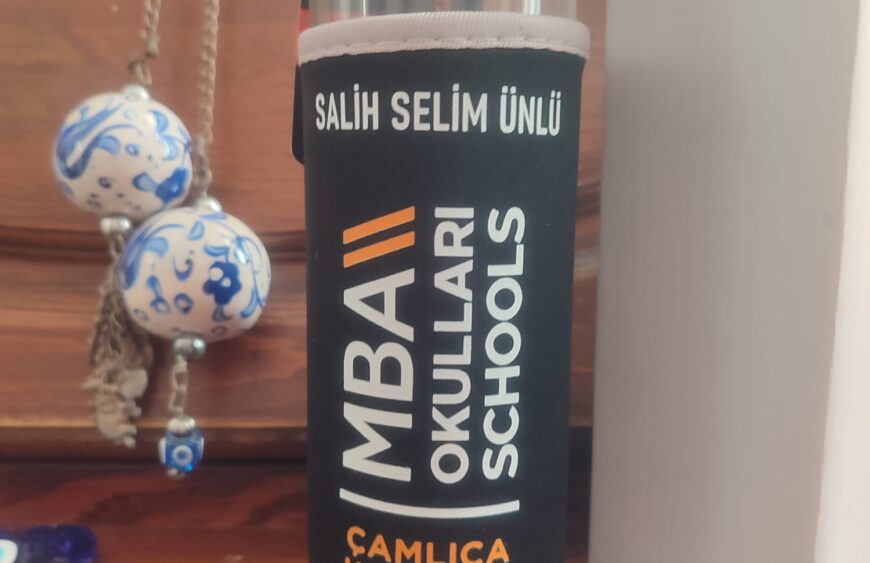 SALİH SELİM ÜNLÜ
MBA
OKULLARI
SCHOOLS
ÇAMLICA